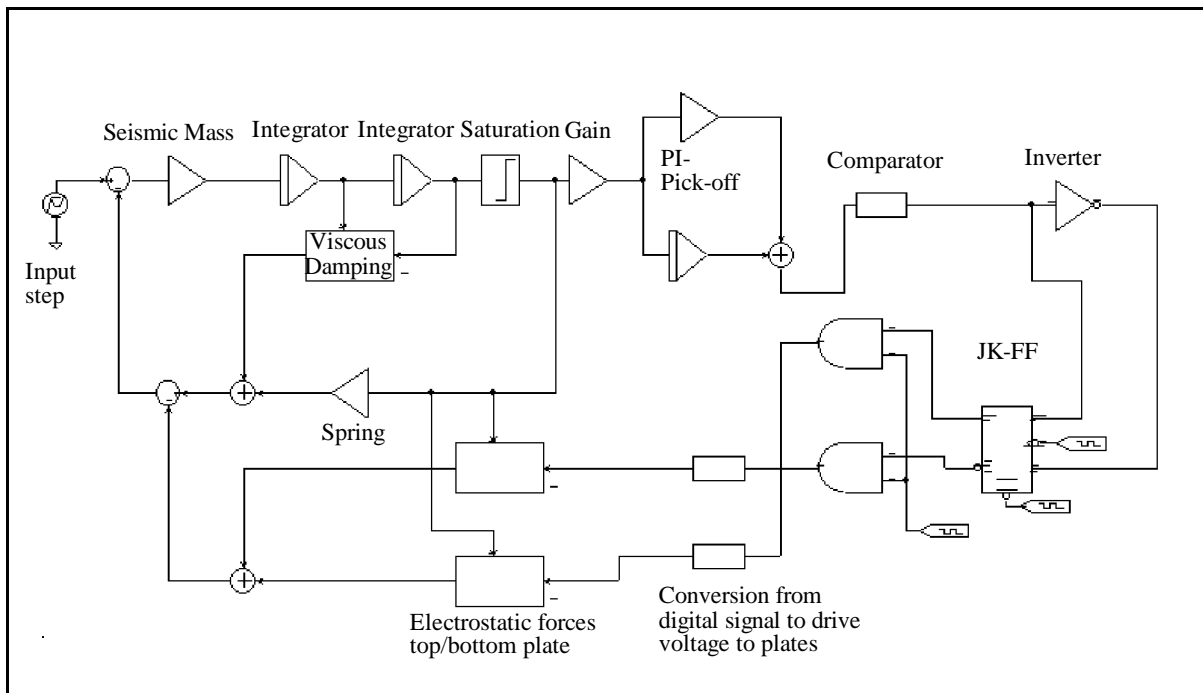 Seismic Mass
Integrator
Integrator
Saturation
Gain
PI-
Pick-off
Comparator
Inverter
Viscous
Damping
Input
step
JK-FF
Spring
Electrostatic forces
top/bottom plate
Conversion from
digital signal to drive
voltage to plates